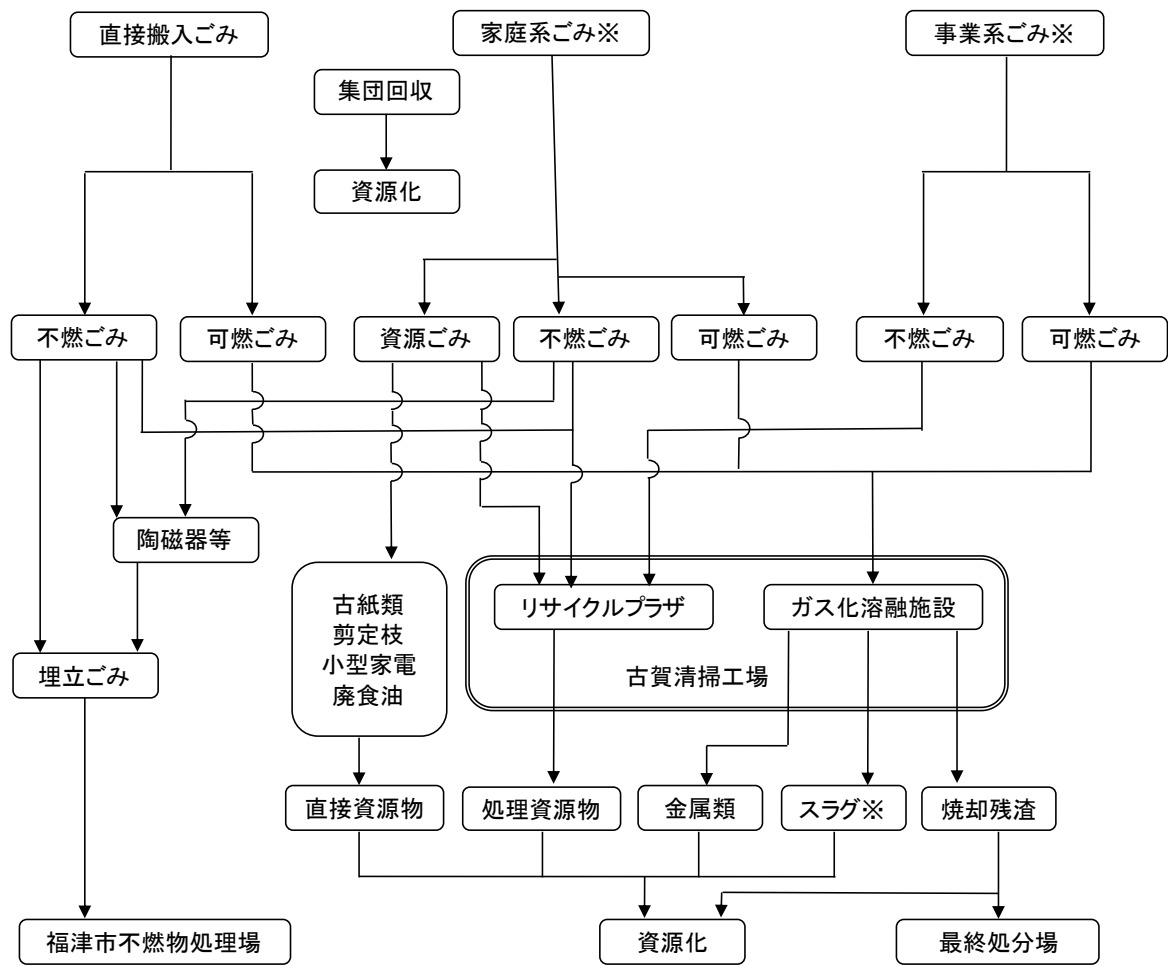 直接搬入ごみ
家庭系ごみ※
事業系ごみ※
集団回収
資源化
不燃ごみ
可燃ごみ
資源ごみ
不燃ごみ
可燃ごみ
不燃ごみ
可燃ごみ
陶磁器等
古紙類
剪定枝
小型家電
廃食油
リサイクルプラザ
ガス化溶融施設
古賀清掃工場
埋立ごみ
直接資源物
処理資源物
金属類
スラグ※
焼却残渣
福津市不燃物処理場
資源化
最終処分場